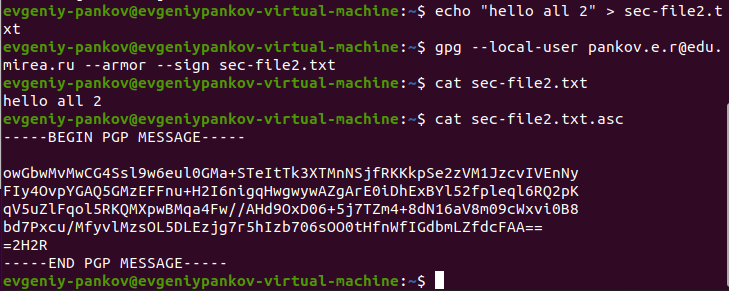 evgeniy-pankov@evgeniypankov-virtual-machine:~$ echo "hello all 2" > sec-file2.t
xt
evgeniy-pankov@evgeniypankov-virtual-machine:~$ gpg --local-user pankov.e.r@edu.
mirea.ru --armor --sign sec-file2.txt
evgeniy-pankov@evgeniypankov-virtual-machine:~$ cat sec-file2.txt
hello all 2
evgeniy-pankov@evgeniypankov-virtual-machine:~$ cat sec-file2.txt.asc
-----BEGIN PGP MESSAGE-----
owGbwMvMwCG4Ssl9w6eul0GMa+STeItTk3XTMnNSjfRKKkpSe2zVM1JzcvIVEnNy
FIy4OvpYGAQ5GMzEFFnu+H2I6nigqHwgwywAZgArE0iDhExBYl52fpleql6RQ2pK
qV5uZlFqol5RKQMXpwBMqa4Fw//AHd9OxD06+5j7TZm4+8dN16aV8m09cWxvi0B8
bd7Pxcu/MfyvlMzsOL5DLEzjg7r5hIzb706sOO0tHfnWfIGdbmLZfdcFAA==
=2H2R
-----END PGP MESSAGE-----
evgeniy-pankov@evgeniypankov-virtual-machine:~$